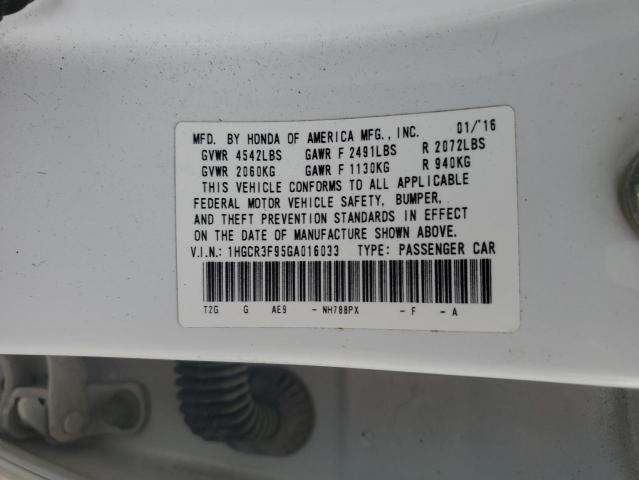 MFD. BY HONDA OF AMERICA MFG., INC. 01/'16
GVWR 4542LBS GAWR F 2491LBS R 2072LBS
GVWR 2060KG GAWR F 1130KG R 940KG
THIS VEHICLE CONFORMS TO ALL APPLICABLE
FEDERAL MOTOR VEHICLE SAFETY, BUMPER,
AND THEFT PREVENTION STANDARDS IN EFFECT
ON THE DATE OF MANUFACTURE SHOWN ABOVE.
V.I.N.: 1HGCR3F95GA016033 TYPE: PASSENGER CAR
T2G G AE9 - NH788PX - F - A